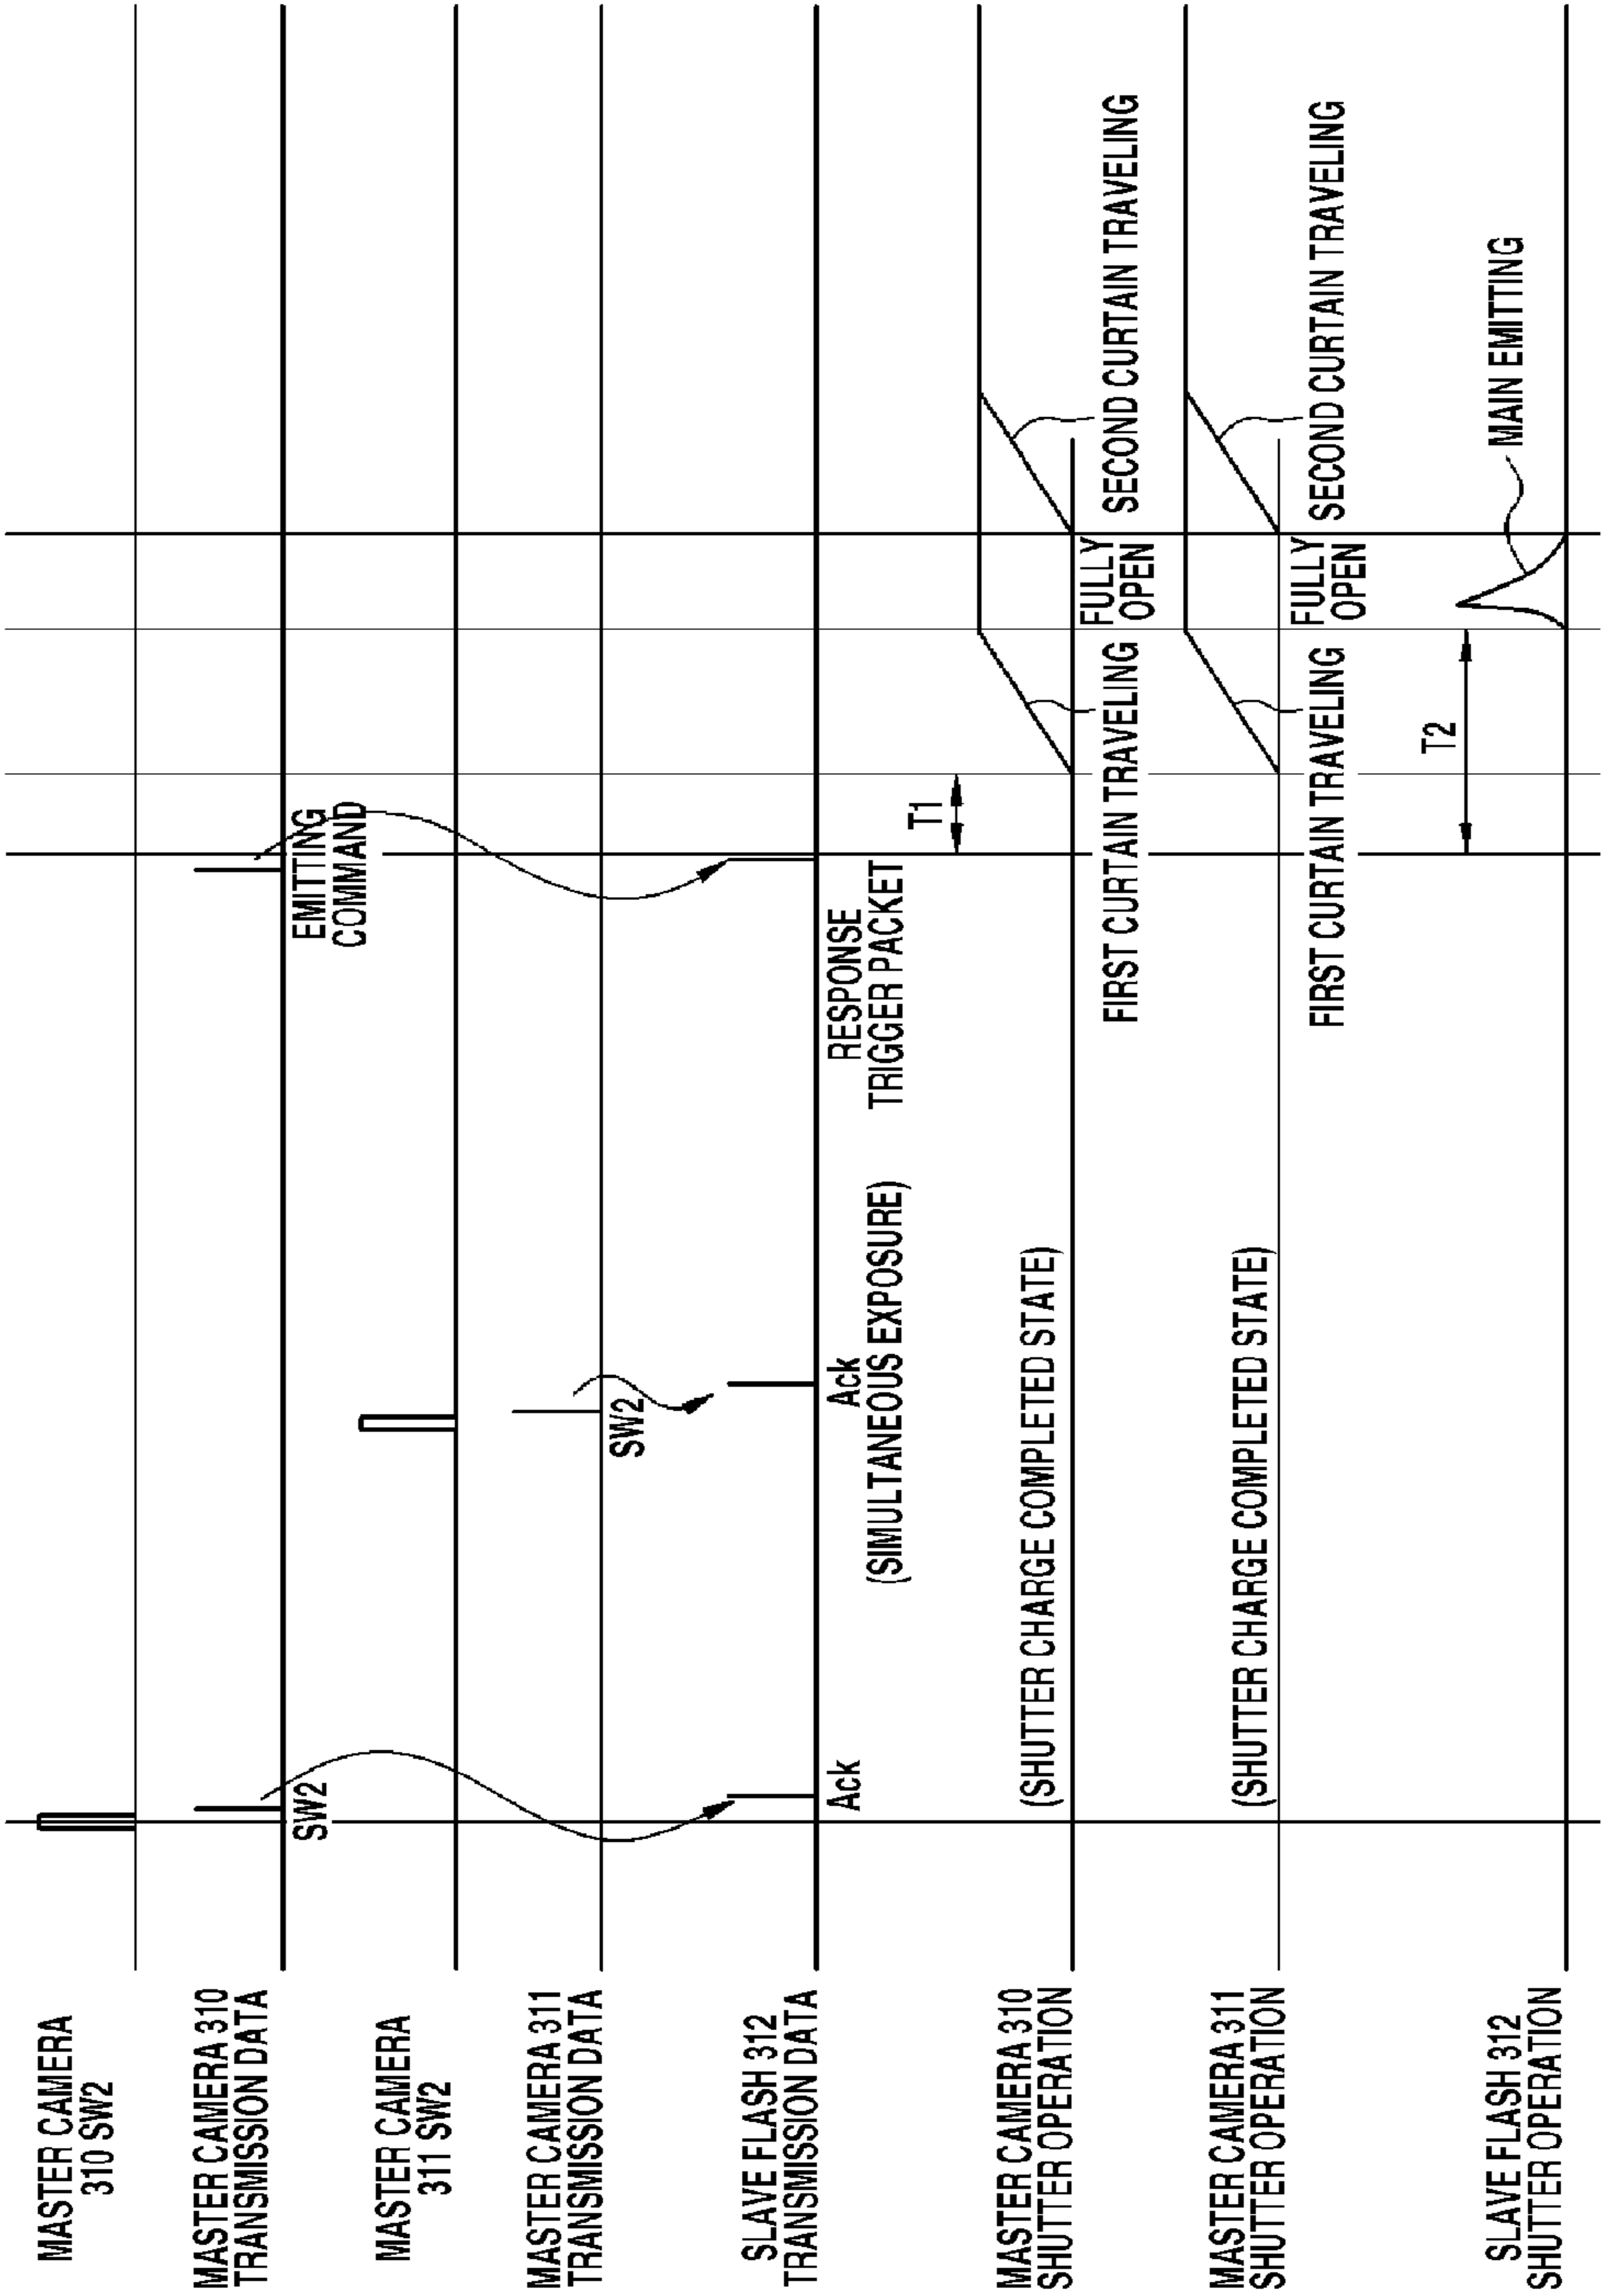 MASTER CAMERA
310 SW2
MASTER CAMERA 310
TRANSMISSION DATA
SW2
EMITTING
COMMAND
MASTER CAMERA
311 SW2
MASTER CAMERA 311
TRANSMISSION DATA
SW2
SLAVE FLASH 312
TRANSMISSION DATA
Ack
Ack
(SIMULTANEOUS EXPOSURE)
RESPONSE
TRIGGER PACKET
T1
MASTER CAMERA 310
SHUTTER OPERATION
(SHUTTER CHARGE COMPLETED STATE)
FIRST CURTAIN TRAVELING
FULLY
OPEN
SECOND CURTAIN TRAVELING
MASTER CAMERA 311
SHUTTER OPERATION
(SHUTTER CHARGE COMPLETED STATE)
FIRST CURTAIN TRAVELING
FULLY
OPEN
SECOND CURTAIN TRAVELING
T2
MAIN EMITTING
SLAVE FLASH 312
SHUTTER OPERATION